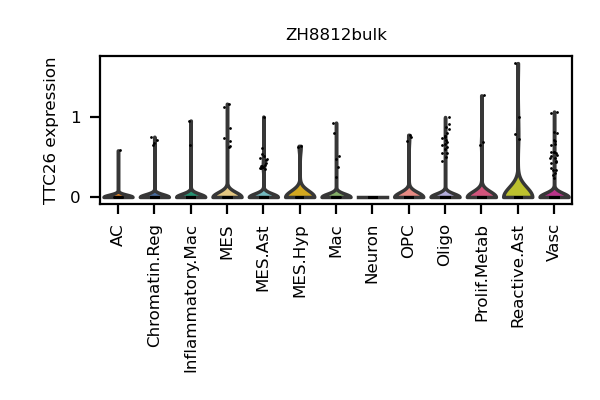 ZH8812bulk
TTC26 expression
1
0
AC
Chromatin.Reg
Inflammatory.Mac
MES
MES.Ast
MES.Hyp
Mac
Neuron
OPC
Oligo
Prolif.Metab
Reactive.Ast
Vasc